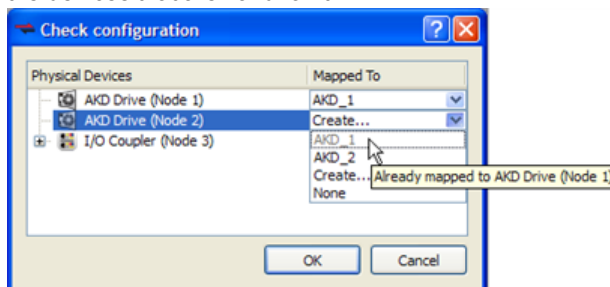 Check configuration
Physical Devices Mapped To
AKD Drive (Node 1) AKD_1
AKD Drive (Node 2) Create...
I/O Coupler (Node 3) AKD_1
AKD_2
Create... Already mapped to AKD Drive (Node 1)
None
OK Cancel